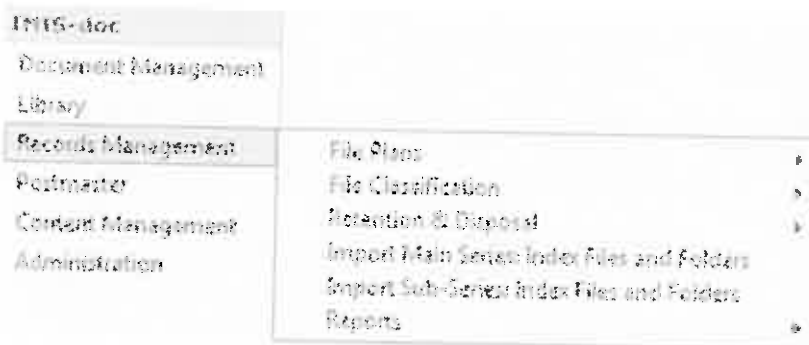 Document Management
Library
Records Management
Postmaster
Content Management
Administration
File Plans
File Classification
Retention & Disposal
Import Main Series: Index Files and Folders
Import Sub-Series: Index Files and Folders
Reports